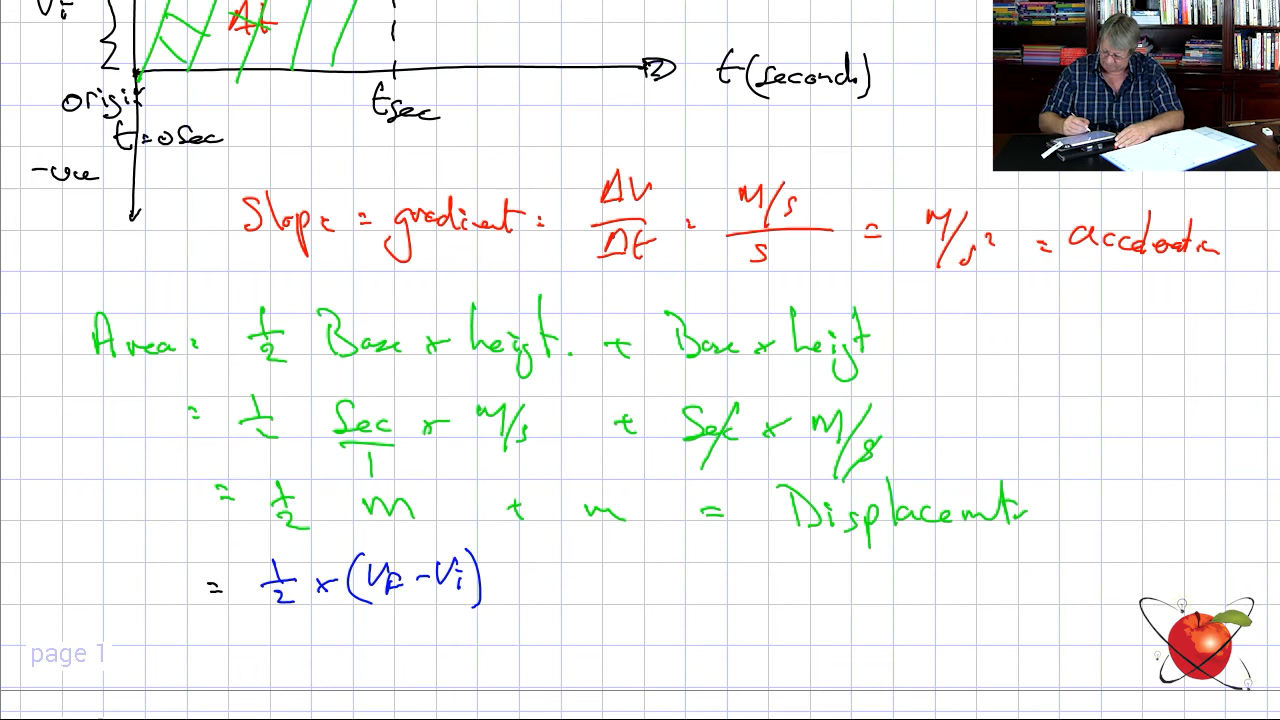 Vi
Δt
t (seconds)
origin
t sec
t = 0 sec
-ve
Slope = gradient = ΔV/Δt = M/s / s = M/s² = acceleration
Area = 1/2 Base × height + Base × height
= 1/2 Sec/1 × M/s + Sec × M/s
= 1/2 m + m = Displacement
= 1/2 × (VF - Vi)
page 1